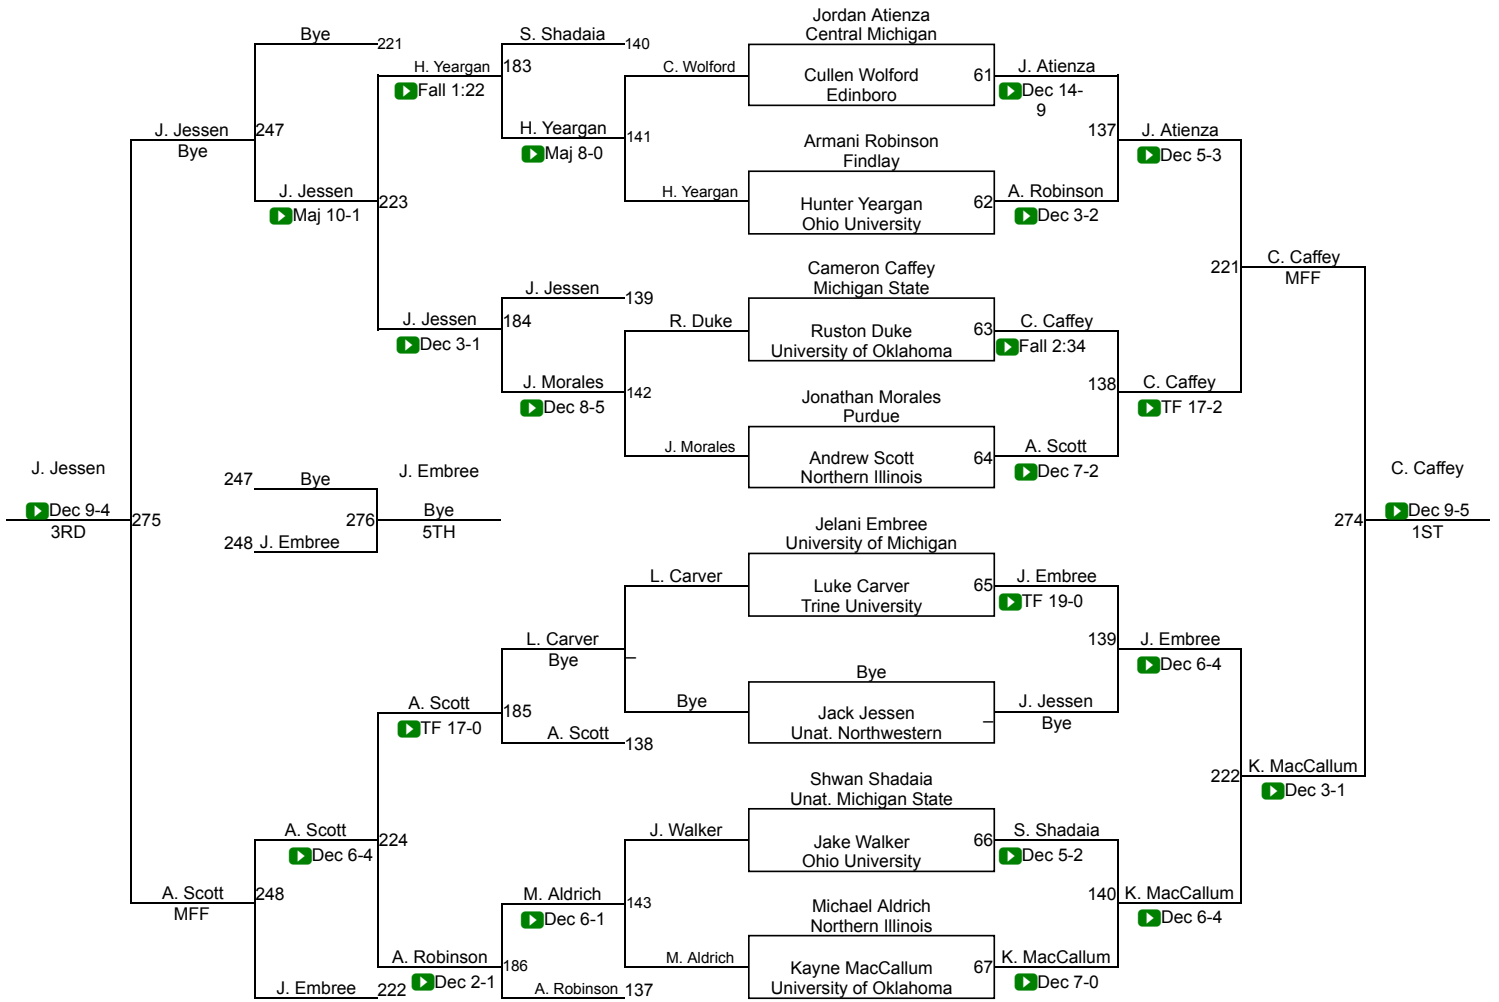 Jordan Atienza
Central Michigan
Bye
221
S. Shadaia
140
H. Yeargan
183
Fall 1:22
C. Wolford
Cullen Wolford
Edinboro
61
J. Atienza
Dec 14-
9
J. Jessen
247
Bye
H. Yeargan
141
Maj 8-0
Armani Robinson
Findlay
137
J. Atienza
Dec 5-3
J. Jessen
223
Maj 10-1
H. Yeargan
Hunter Yeargan
Ohio University
62
A. Robinson
Dec 3-2
Cameron Caffey
Michigan State
221
C. Caffey
MFF
J. Jessen
139
J. Jessen
184
Dec 3-1
R. Duke
Ruston Duke
University of Oklahoma
63
C. Caffey
Fall 2:34
J. Morales
142
Dec 8-5
Jonathan Morales
Purdue
138
C. Caffey
TF 17-2
J. Morales
Andrew Scott
Northern Illinois
64
A. Scott
Dec 7-2
J. Jessen
Dec 9-4
3RD
275
247
Bye
248
J. Embree
276
J. Embree
Bye
5TH
C. Caffey
274
Dec 9-5
1ST
Jelani Embree
University of Michigan
L. Carver
Luke Carver
Trine University
65
J. Embree
TF 19-0
L. Carver
Bye
–
139
J. Embree
Dec 6-4
A. Scott
185
TF 17-0
A. Scott
138
Bye
Bye
Jack Jessen
Unat. Northwestern
–
J. Jessen
Bye
Shwan Shadaia
Unat. Michigan State
222
K. MacCallum
Dec 3-1
A. Scott
224
Dec 6-4
J. Walker
Jake Walker
Ohio University
66
S. Shadaia
Dec 5-2
A. Scott
248
MFF
M. Aldrich
143
Dec 6-1
Michael Aldrich
Northern Illinois
140
K. MacCallum
Dec 6-4
A. Robinson
186
Dec 2-1
M. Aldrich
Kayne MacCallum
University of Oklahoma
67
K. MacCallum
Dec 7-0
J. Embree
222
A. Robinson
137